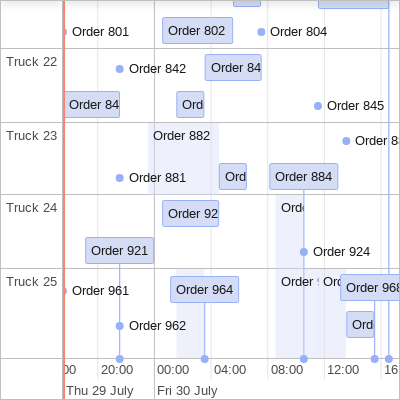 Order 801
Order 802
Order 804
Truck 22
Order 842
Order 84
Order 84
Ord
Order 845
Truck 23
Order 882
Order 8
Order 881
Ord
Order 884
Truck 24
Order 92
Ord
Order 921
Order 924
Truck 25
Order 961
Order 964
Order
Ord
Order 968
Order 962
Ord
00
20:00
00:00
04:00
08:00
12:00
16
Thu 29 July
Fri 30 July